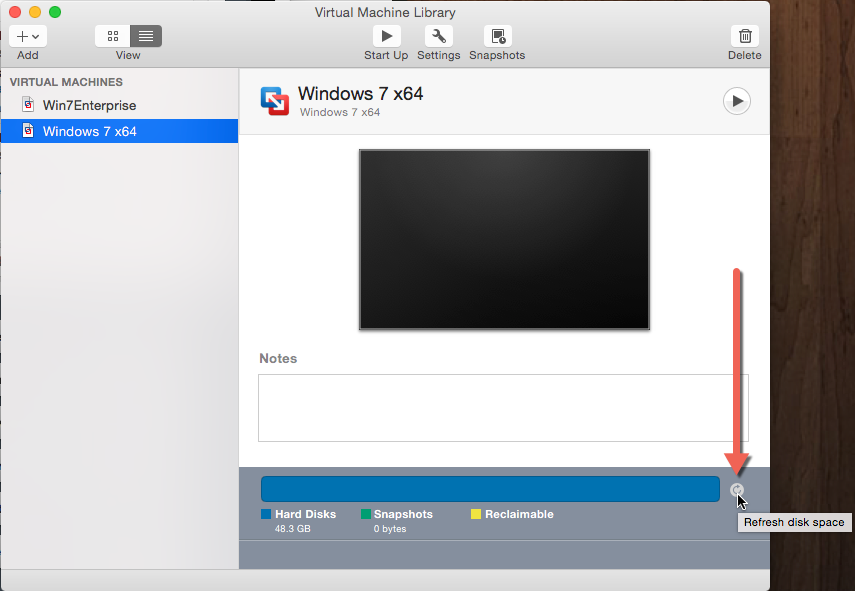 Virtual Machine Library
Add
View
Start Up
Settings
Snapshots
Delete
VIRTUAL MACHINES
Win7Enterprise
Windows 7 x64
Windows 7 x64
Windows 7 x64
Notes
Hard Disks
48.3 GB
Snapshots
0 bytes
Reclaimable
Refresh disk space